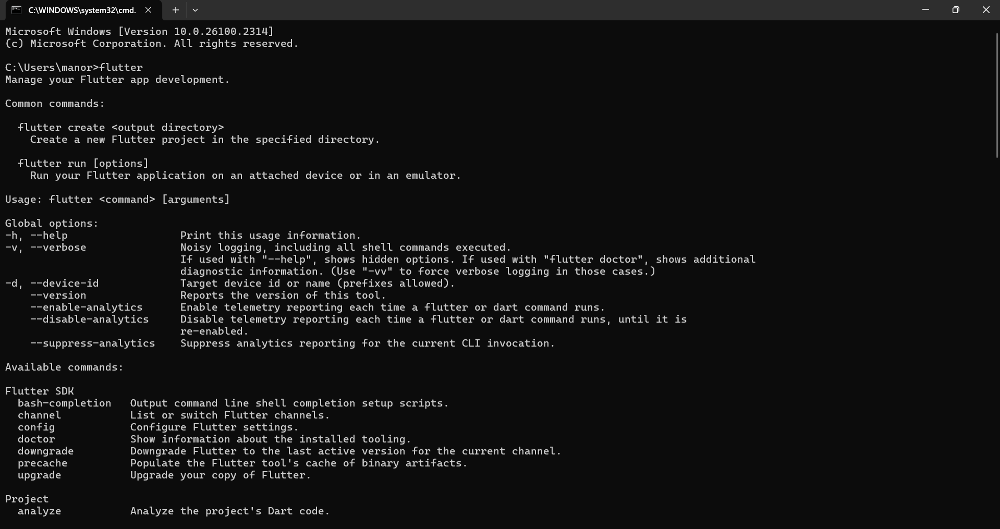 C:\WINDOWS\system32\cmd.
Microsoft Windows [Version 10.0.26100.2314]
(c) Microsoft Corporation. All rights reserved.
C:\Users\manor>flutter
Manage your Flutter app development.
Common commands:
flutter create <output directory>
Create a new Flutter project in the specified directory.
flutter run [options]
Run your Flutter application on an attached device or in an emulator.
Usage: flutter <command> [arguments]
Global options:
-h, --help Print this usage information.
-v, --verbose Noisy logging, including all shell commands executed.
If used with "--help", shows hidden options. If used with "flutter doctor", shows additional
diagnostic information. (Use "-vv" to force verbose logging in those cases.)
-d, --device-id Target device id or name (prefixes allowed).
--version Reports the version of this tool.
--enable-analytics Enable telemetry reporting each time a flutter or dart command runs.
--disable-analytics Disable telemetry reporting each time a flutter or dart command runs, until it is
re-enabled.
--suppress-analytics Suppress analytics reporting for the current CLI invocation.
Available commands:
Flutter SDK
bash-completion Output command line shell completion setup scripts.
channel List or switch Flutter channels.
config Configure Flutter settings.
doctor Show information about the installed tooling.
downgrade Downgrade Flutter to the last active version for the current channel.
precache Populate the Flutter tool's cache of binary artifacts.
upgrade Upgrade your copy of Flutter.
Project
analyze Analyze the project's Dart code.